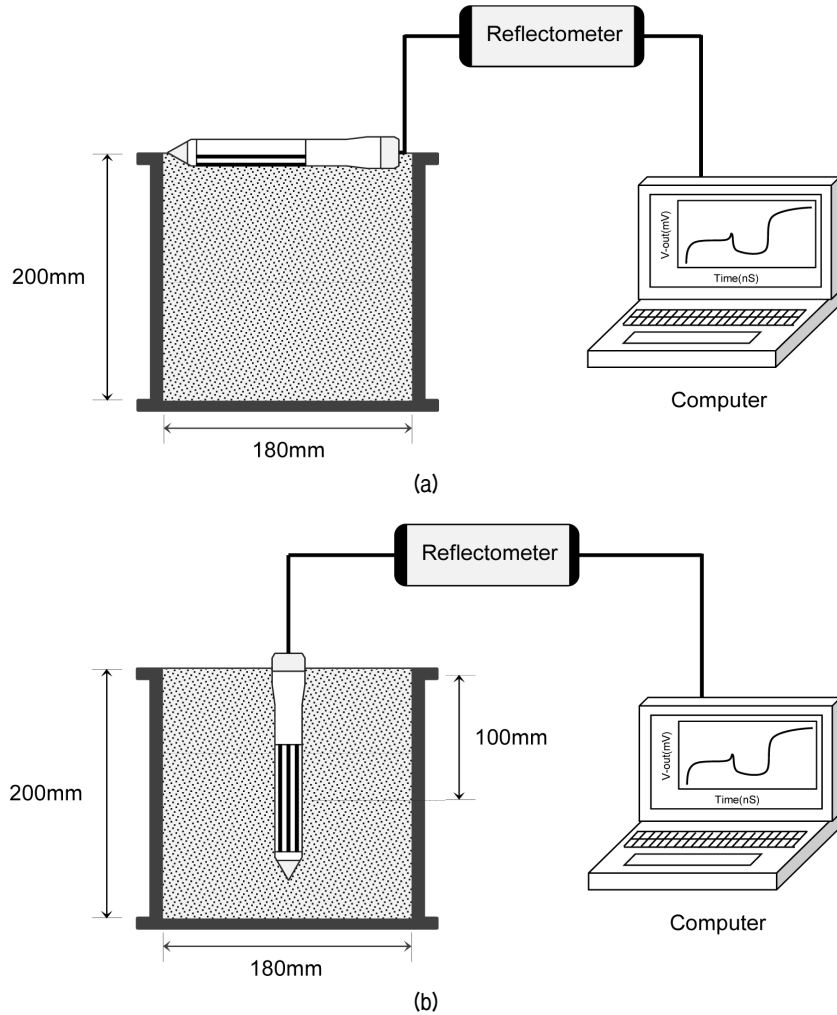 Reflectometer
200mm
V-out(mV)
Time(nS)
Computer
180mm
(a)
Reflectometer
100mm
200mm
V-out(mV)
Time(nS)
Computer
180mm
(b)